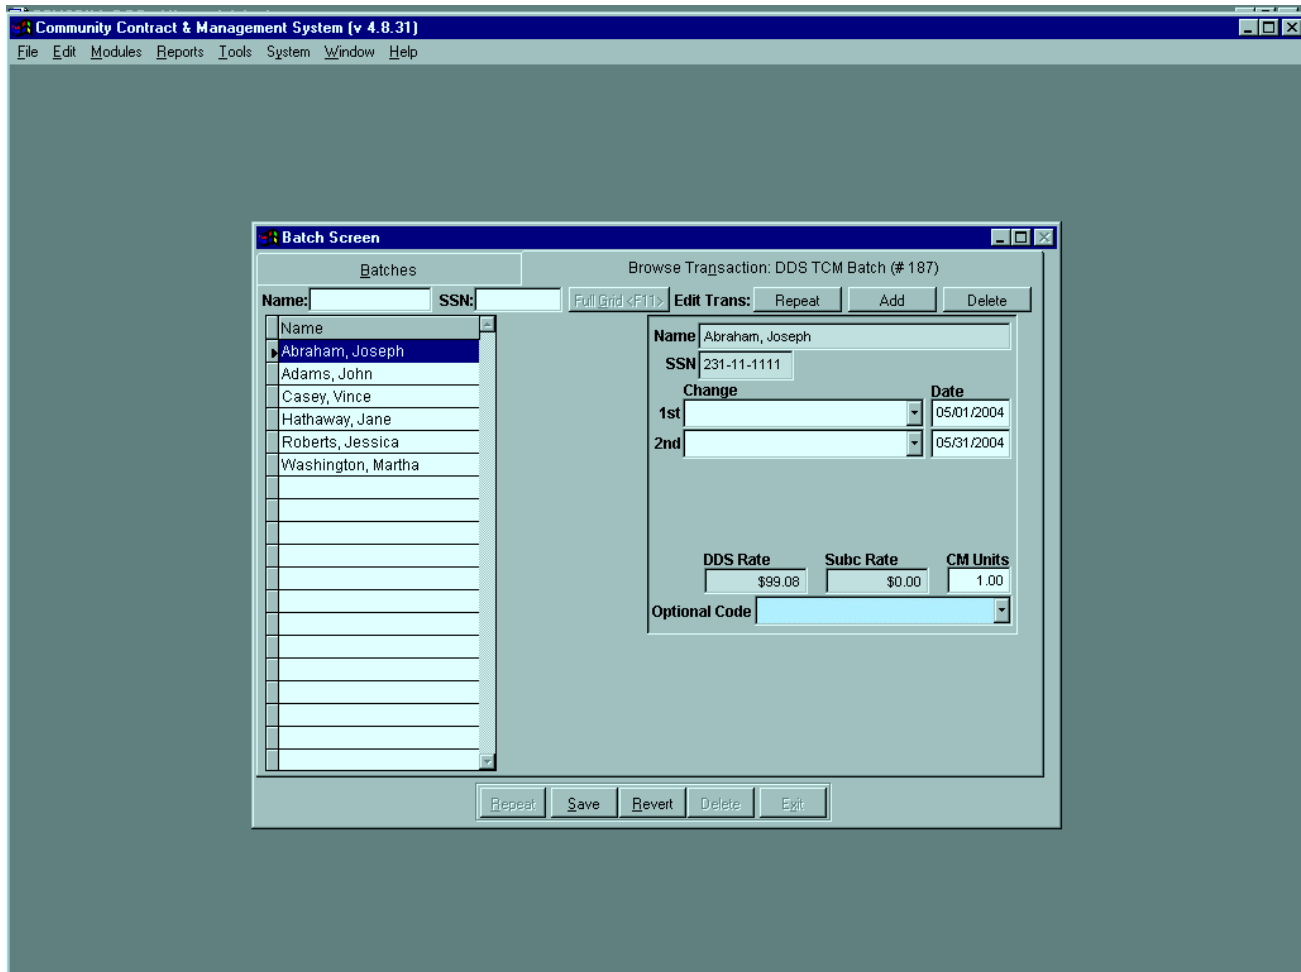 Community Contract & Management System (v 4.8.31)
File Edit Modules Reports Tools System Window Help
Batch Screen
Batches
Browse Transaction: DDS TCM Batch (# 187)
Name: SSN: Full Grid <F11> Edit Trans: Repeat Add Delete
Name
Abraham, Joseph
Adams, John
Casey, Vince
Hathaway, Jane
Roberts, Jessica
Washington, Martha
Name Abraham, Joseph
SSN 231-11-1111
Change Date
1st 05/01/2004
2nd 05/31/2004
DDS Rate Subc Rate CM Units
$99.08 $0.00 1.00
Optional Code
Repeat Save Revert Delete Exit